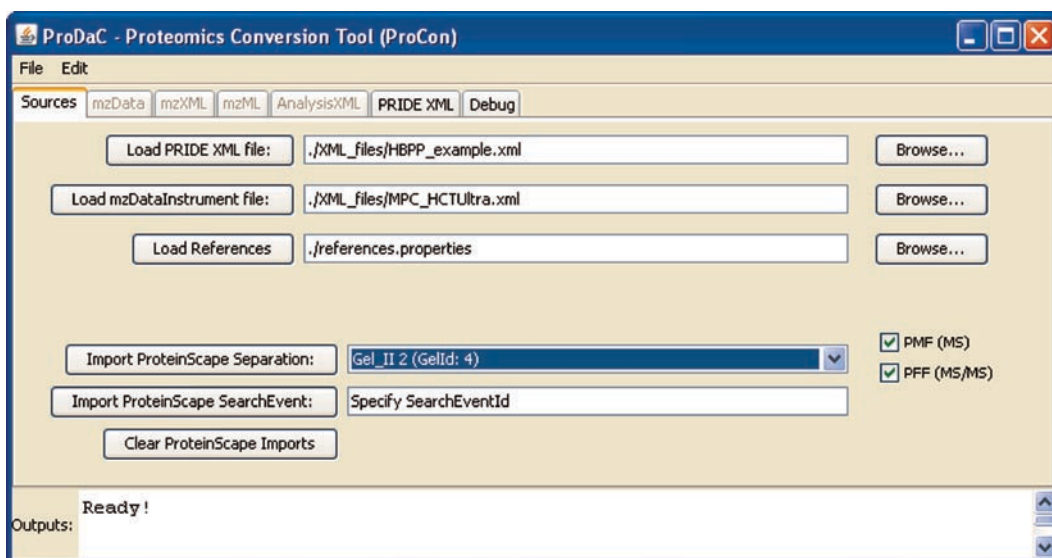 ProDaC - Proteomics Conversion Tool (ProCon)
File Edit
Sources mzData mzXML mzML AnalysisXML PRIDE XML Debug
Load PRIDE XML file: ./XML_files/HBPP_example.xml Browse...
Load mzDataInstrument file: ./XML_files/MPC_HCTUltra.xml Browse...
Load References ./references.properties Browse...
PMF (MS)
Import ProteinScape Separation: Gel_II 2 (GelId: 4)
PFF (MS/MS)
Import ProteinScape SearchEvent: Specify SearchEventId
Clear ProteinScape Imports
Ready!
Outputs: